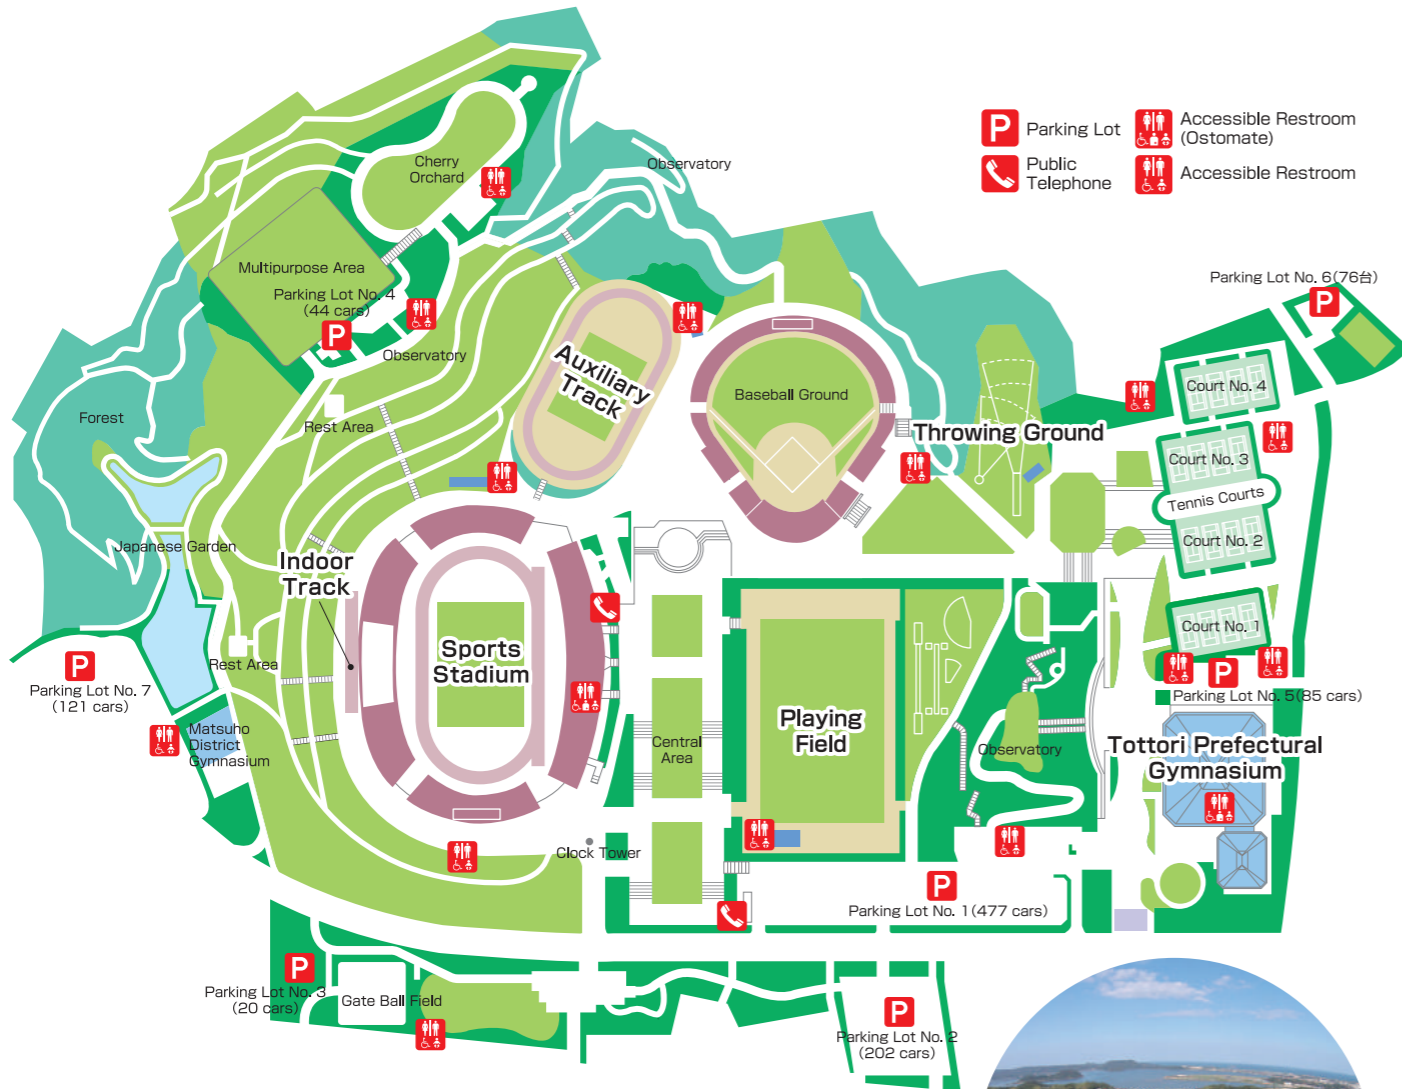 P Parking Lot
Accessible Restroom
(Ostomate)
Public
Telephone
Accessible Restroom
Observatory
Cherry
Orchard
Multipurpose Area
Parking Lot No. 4
(44 cars)
P
Observatory
Parking Lot No. 6(76台)
P
Auxiliary
Track
Baseball Ground
Court No. 4
Forest
Rest Area
Throwing Ground
Court No. 3
Tennis Courts
Court No. 2
Japanese Garden
Indoor
Track
Court No. 1
Sports
Stadium
Rest Area
P
Parking Lot No. 7
(121 cars)
P
Parking Lot No. 5(85 cars)
Matsuho
District
Gymnasium
Central
Area
Playing
Field
Observatory
Tottori Prefectural
Gymnasium
Clock Tower
P
Parking Lot No. 1(477 cars)
P
Parking Lot No. 3
(20 cars)
Gate Ball Field
P
Parking Lot No. 2
(202 cars)